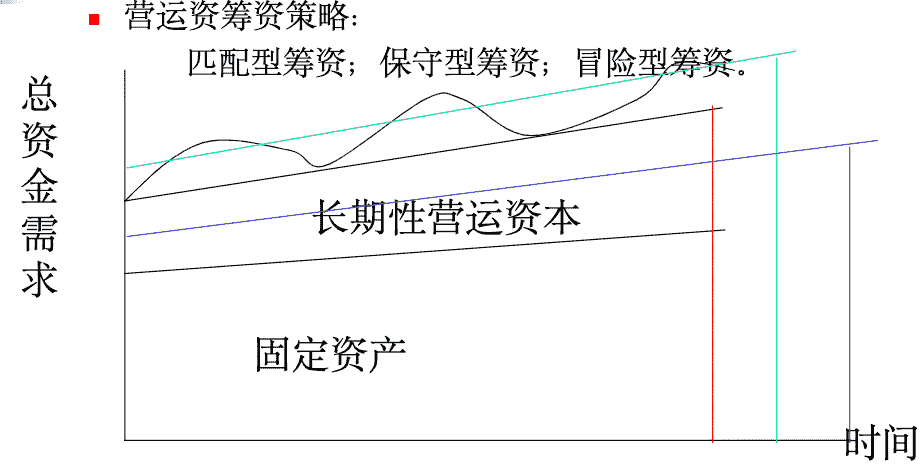 营运资筹资策略：
匹配型筹资；保守型筹资；冒险型筹资。
总资金需求
长期性营运资本
固定资产
时间